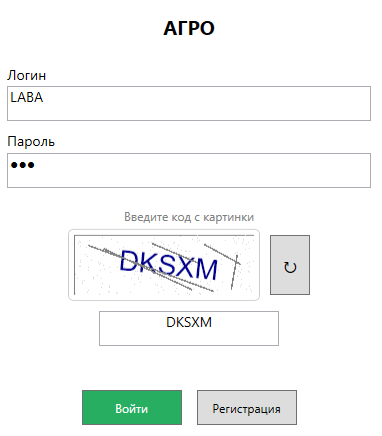 АГРО
Логин
LABA
Пароль
●●●
Введите код с картинки
DKSXM
↻
DKSXM
Войти
Регистрация